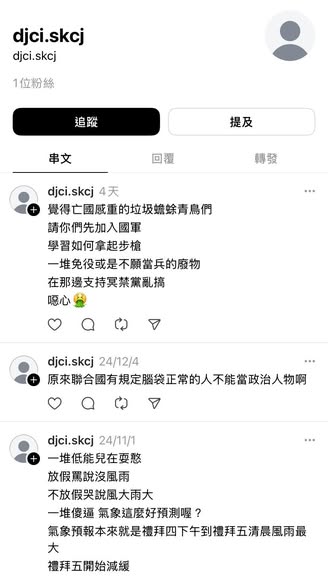 djci.skcj
djci.skcj
1位粉絲
追蹤
提及
串文
回覆
轉發
djci.skcj 4天
覺得亡國感重的垃圾蟾蜍青鳥們
請你們先加入國軍
學習如何拿起步槍
一堆免役或是不願當兵的廢物
在那邊支持冥禁黨亂搞
噁心🤮
djci.skcj 24/12/4
原來聯合國有規定腦袋正常的人不能當政治人物啊
djci.skcj 24/11/1
一堆低能兒在耍憨
放假罵說沒風雨
不放假哭說風大雨大
一堆傻逼 氣象這麼好預測喔？
氣象預報本來就是禮拜四下午到禮拜五清晨風雨最
大
禮拜五開始減緩